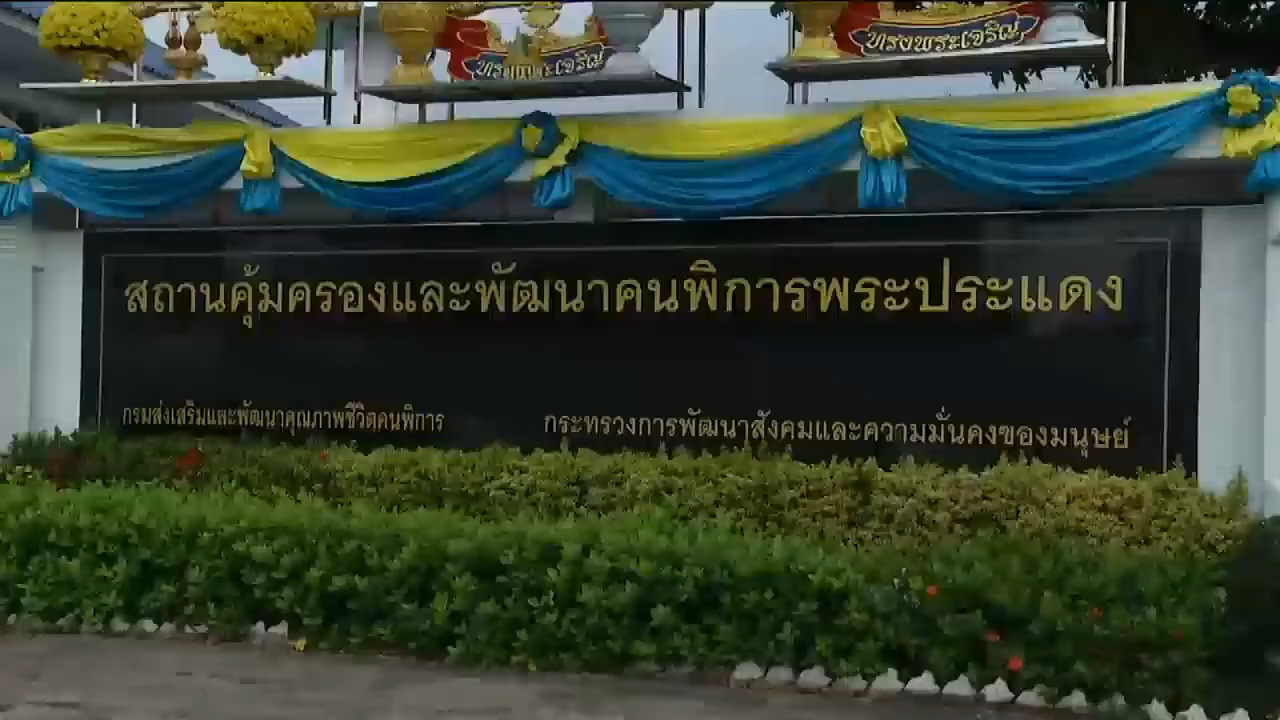 ทรงพระเจริญ
ทรงพระเจริญ
สถานคุ้มครองและพัฒนาคนพิการพระประแดง
กรมส่งเสริมและพัฒนาคุณภาพชีวิตคนพิการ
กระทรวงการพัฒนาสังคมและความมั่นคงของมนุษย์